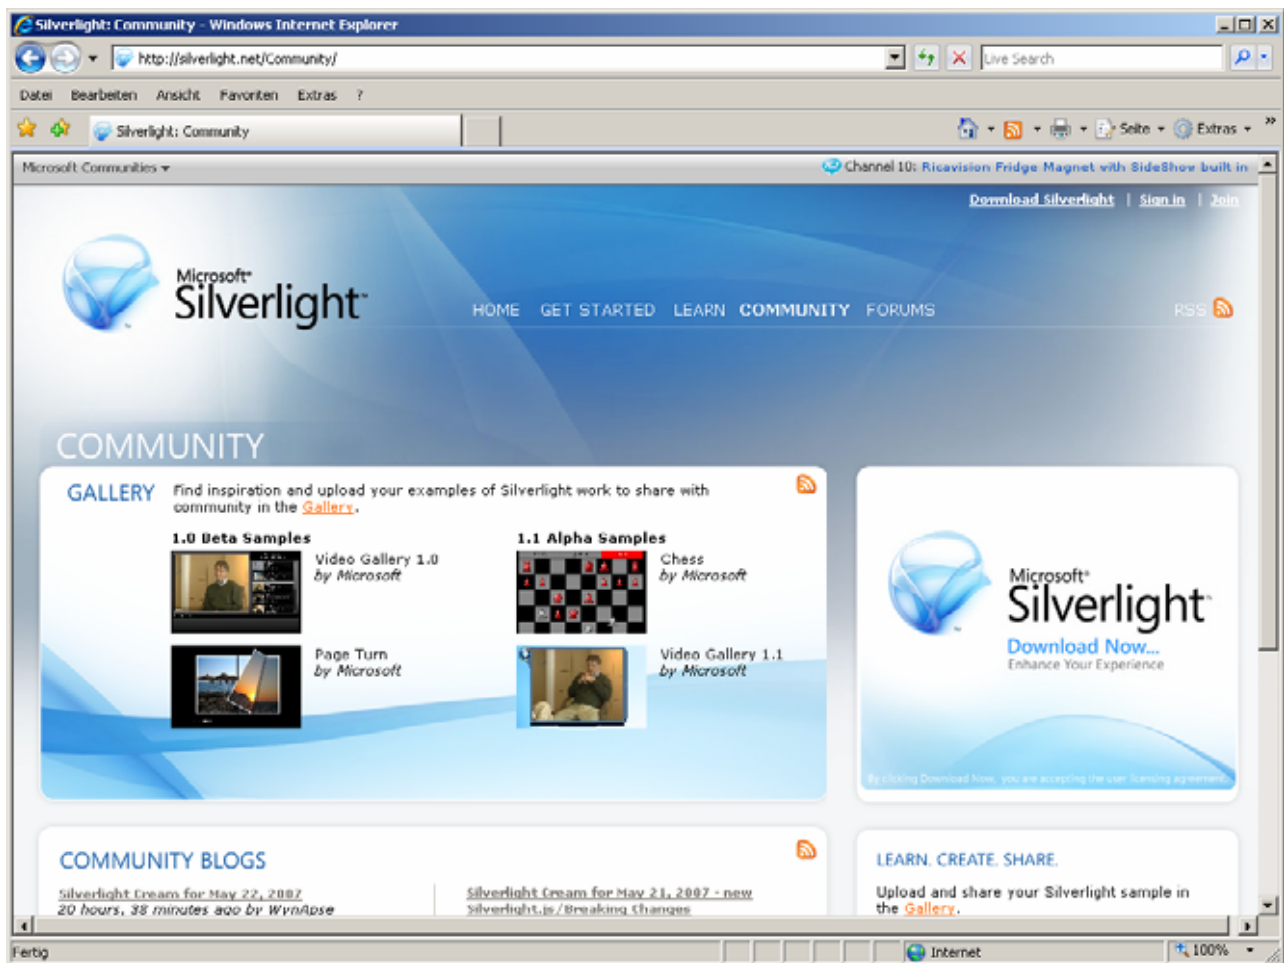 Silverlight: Community - Windows Internet Explorer
http://silverlight.net/Community/
Live Search
Datei Bearbeiten Ansicht Favoriten Extras ?
Silverlight: Community
Seite Extras »
Microsoft Communities
Channel 10: Ricavision Fridge Magnet with SideShow built in
Download Silverlight | Sign in | Join
Microsoft®
Silverlight™
HOME GET STARTED LEARN COMMUNITY FORUMS
RSS
COMMUNITY
GALLERY
Find inspiration and upload your examples of Silverlight work to share with
community in the Gallery.
1.0 Beta Samples
Video Gallery 1.0
by Microsoft
Page Turn
by Microsoft
1.1 Alpha Samples
Chess
by Microsoft
Video Gallery 1.1
by Microsoft
Microsoft®
Silverlight™
Download Now...
Enhance Your Experience
By clicking Download Now, you are accepting the user licensing agreement.
COMMUNITY BLOGS
Silverlight Cream for May 22, 2007
20 hours, 38 minutes ago by WynApse
Silverlight Cream for May 21, 2007 - new
Silverlight.js/Breaking Changes
LEARN. CREATE. SHARE.
Upload and share your Silverlight sample in
the Gallery.
Fertig
Internet
100%